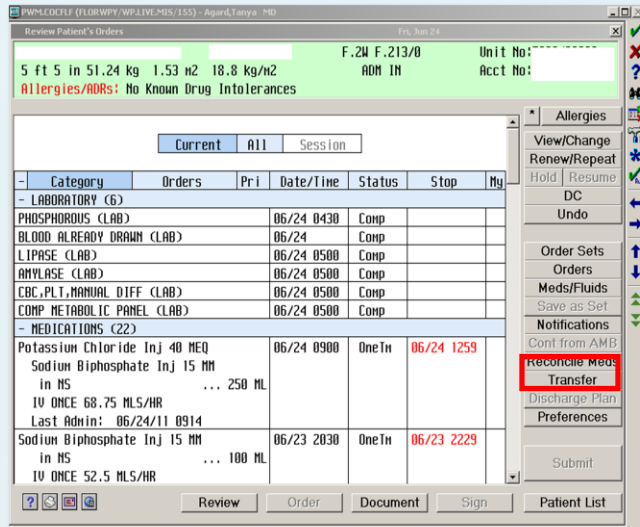 PWM.COCFLF (FLORWPY/WP.LIVE.MIS/155) - Agard,Tanya MD
Review Patient's Orders Fri, Jun 24
F.2W F.213/0 Unit No:
5 ft 5 in 51.24 kg 1.53 m2 18.8 kg/m2 ADM IN Acct No:
Allergies/ADRs: No Known Drug Intolerances
* Allergies
Current All Session
View/Change
Renew/Repeat
Hold Resume
DC
Undo
Order Sets
Orders
Meds/Fluids
Save as Set
Notifications
Cont from AMB
Reconcile Meds
Transfer
Discharge Plan
Preferences
Submit
- Category Orders Pri Date/Time Status Stop My
- LABORATORY (6)
PHOSPHOROUS (LAB) 06/24 0430 Comp
BLOOD ALREADY DRAWN (LAB) 06/24 Comp
LIPASE (LAB) 06/24 0500 Comp
AMYLASE (LAB) 06/24 0500 Comp
CBC,PLT,MANUAL DIFF (LAB) 06/24 0500 Comp
COMP METABOLIC PANEL (LAB) 06/24 0500 Comp
- MEDICATIONS (22)
Potassium Chloride Inj 40 MEQ 06/24 0900 OneTm 06/24 1259
Sodium Biphosphate Inj 15 MM
in NS ... 250 ML
IV ONCE 68.75 MLS/HR
Last Admin: 06/24/11 0914
Sodium Biphosphate Inj 15 MM 06/23 2030 OneTm 06/23 2229
in NS ... 100 ML
IV ONCE 52.5 MLS/HR
? Review Order Document Sign Patient List